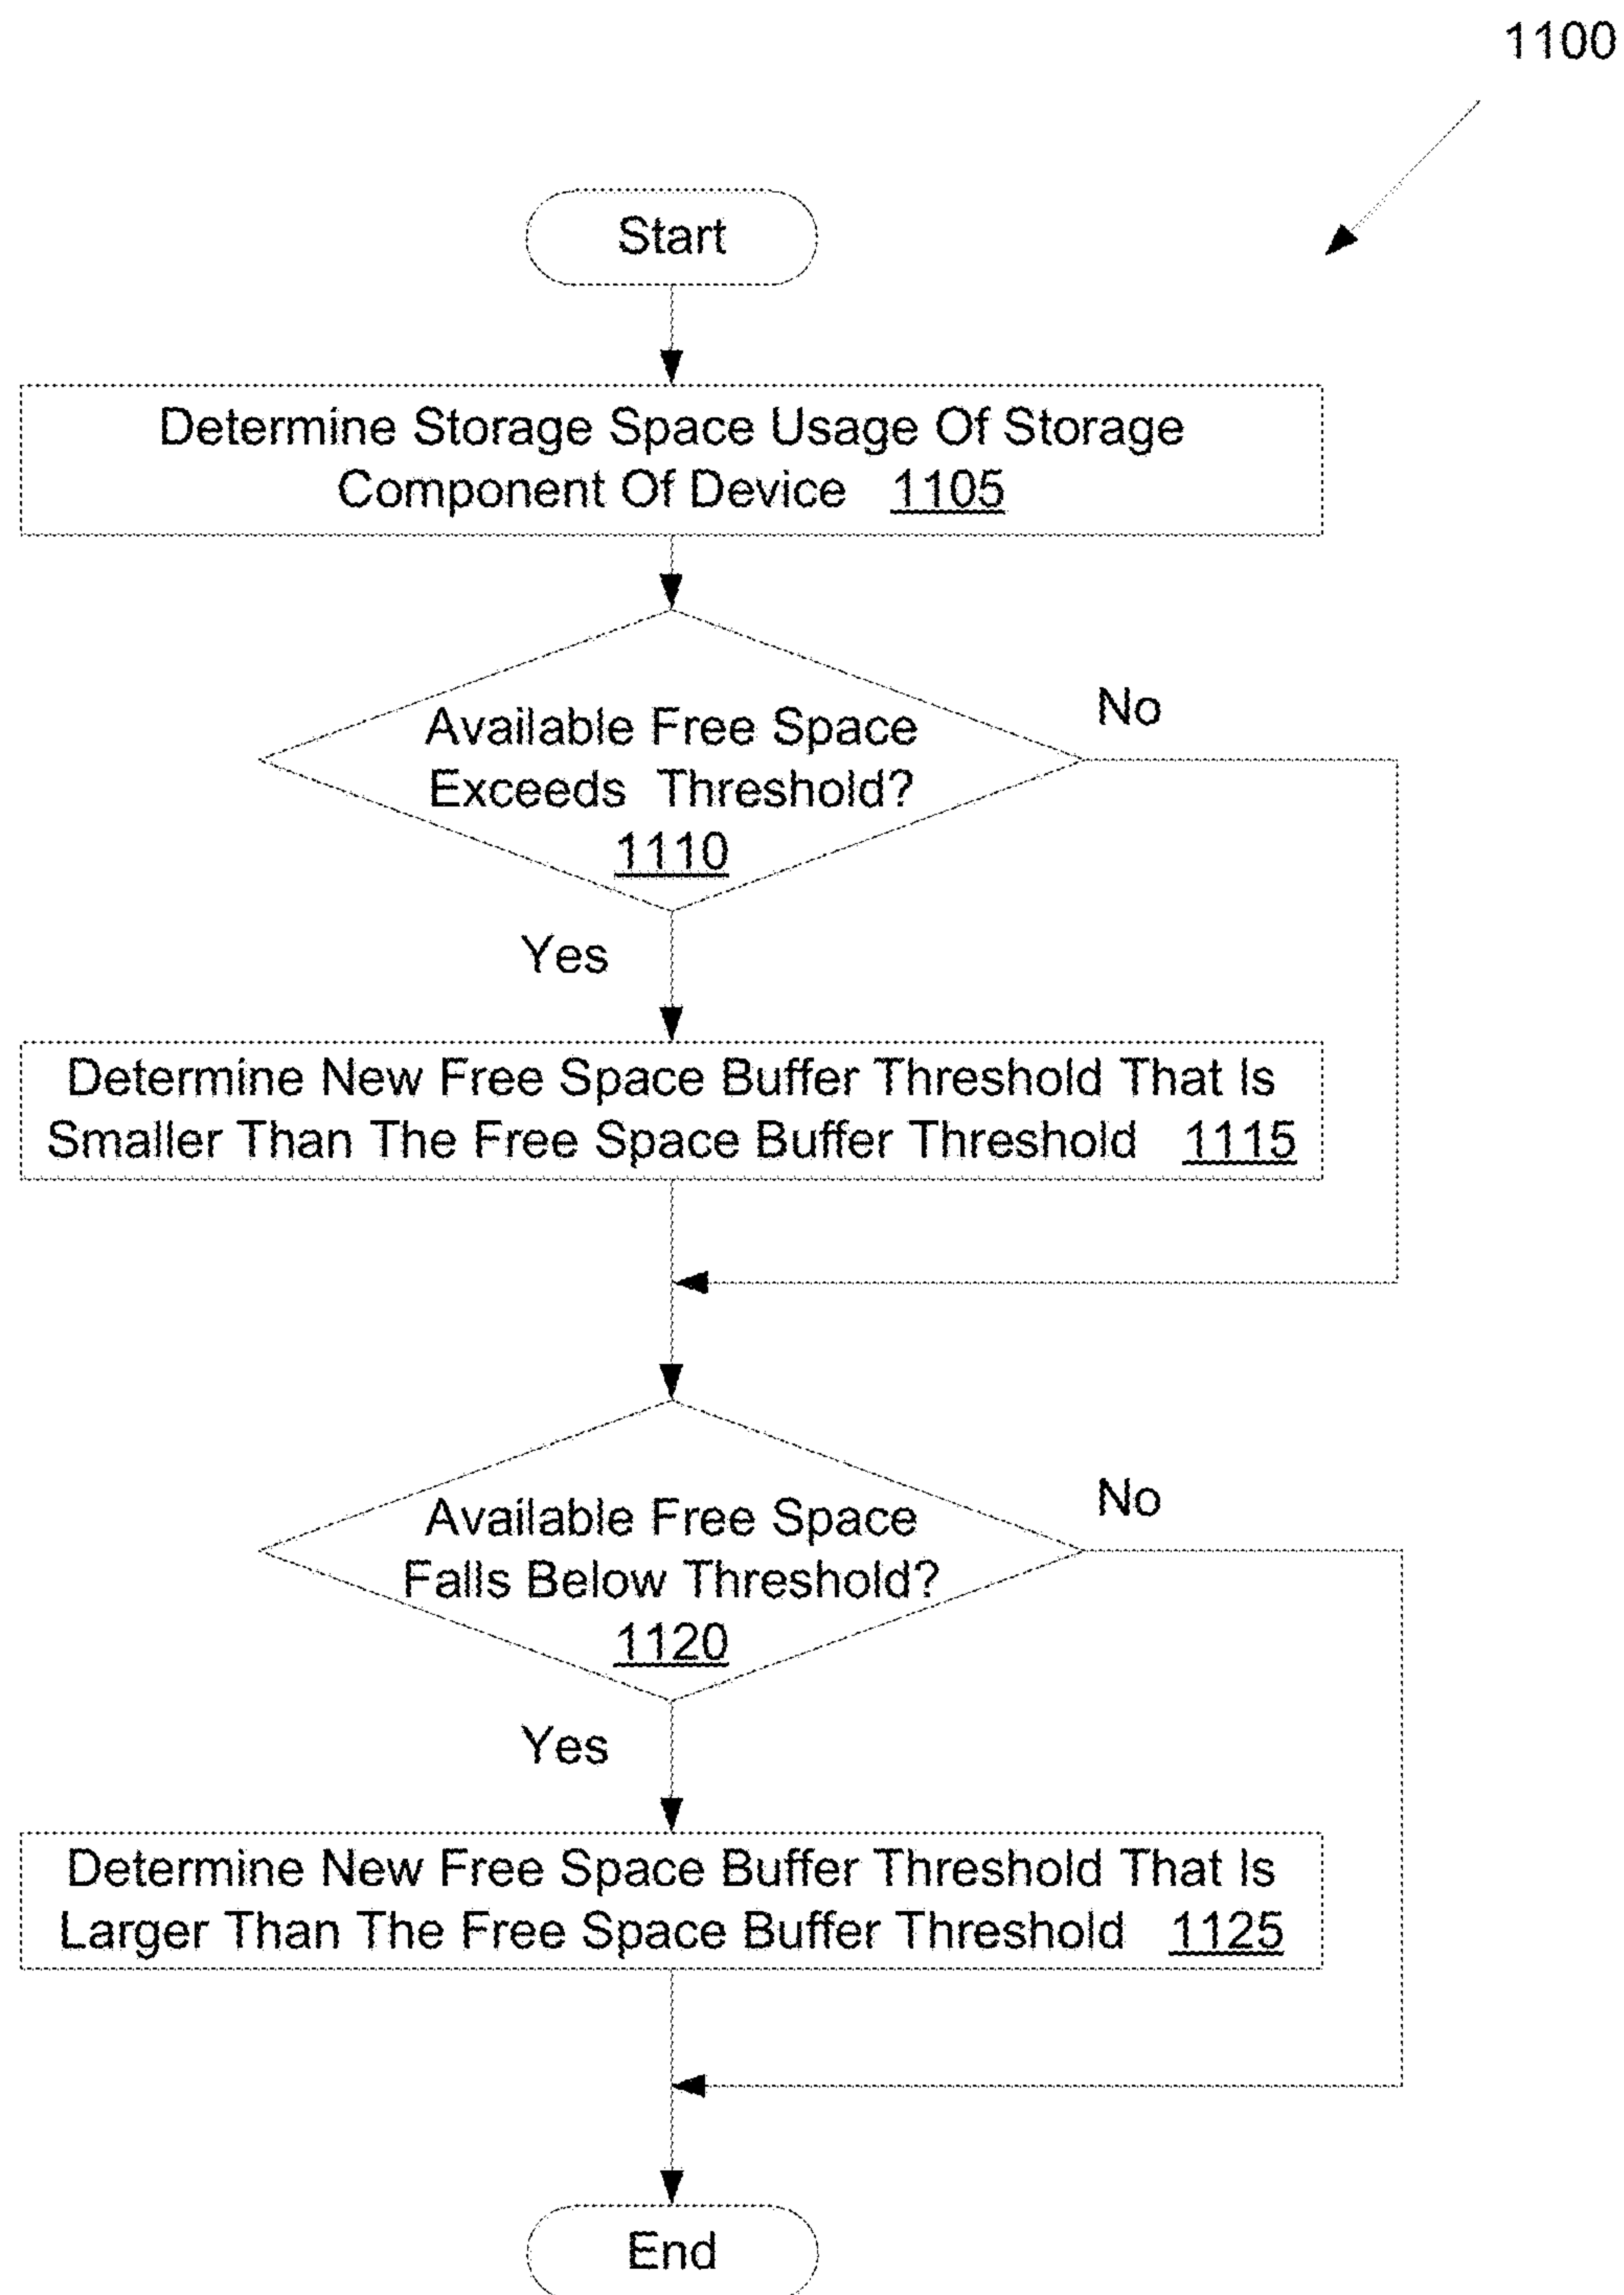 1100
Start
Determine Storage Space Usage Of Storage
Component Of Device 1105
Available Free Space
Exceeds Threshold?
1110
No
Yes
Determine New Free Space Buffer Threshold That Is
Smaller Than The Free Space Buffer Threshold 1115
Available Free Space
Falls Below Threshold?
1120
No
Yes
Determine New Free Space Buffer Threshold That Is
Larger Than The Free Space Buffer Threshold 1125
End